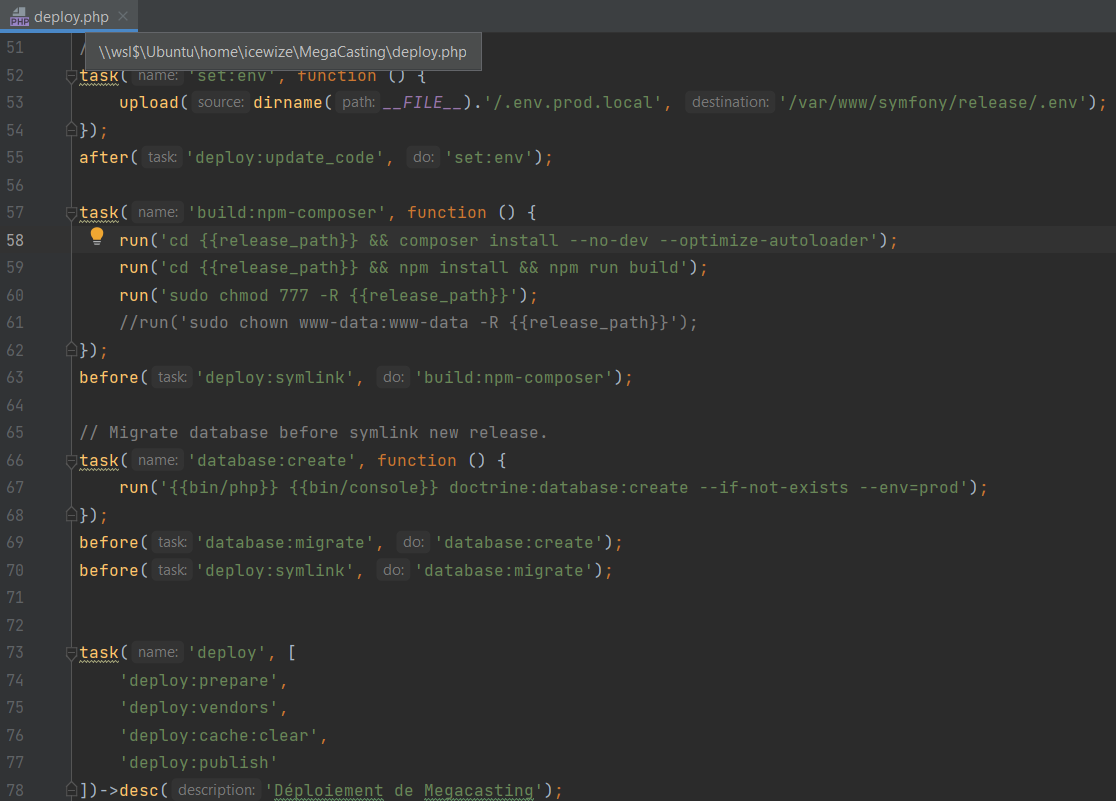 PHP deploy.php
\\wsl$\Ubuntu\home\icewize\MegaCasting\deploy.php
51 /
52 task( name: 'set:env', function () {
53 upload( source: dirname( path: __FILE__).'/.env.prod.local', destination: '/var/www/symfony/release/.env');
54 });
55 after( task: 'deploy:update_code', do: 'set:env');
56
57 task( name: 'build:npm-composer', function () {
58 run('cd {{release_path}} && composer install --no-dev --optimize-autoloader');
59 run('cd {{release_path}} && npm install && npm run build');
60 run('sudo chmod 777 -R {{release_path}}');
61 //run('sudo chown www-data:www-data -R {{release_path}}');
62 });
63 before( task: 'deploy:symlink', do: 'build:npm-composer');
64
65 // Migrate database before symlink new release.
66 task( name: 'database:create', function () {
67 run('{{bin/php}} {{bin/console}} doctrine:database:create --if-not-exists --env=prod');
68 });
69 before( task: 'database:migrate', do: 'database:create');
70 before( task: 'deploy:symlink', do: 'database:migrate');
71
72
73 task( name: 'deploy', [
74 'deploy:prepare',
75 'deploy:vendors',
76 'deploy:cache:clear',
77 'deploy:publish'
78 ])->desc( description: 'Déploiement de Megacasting');